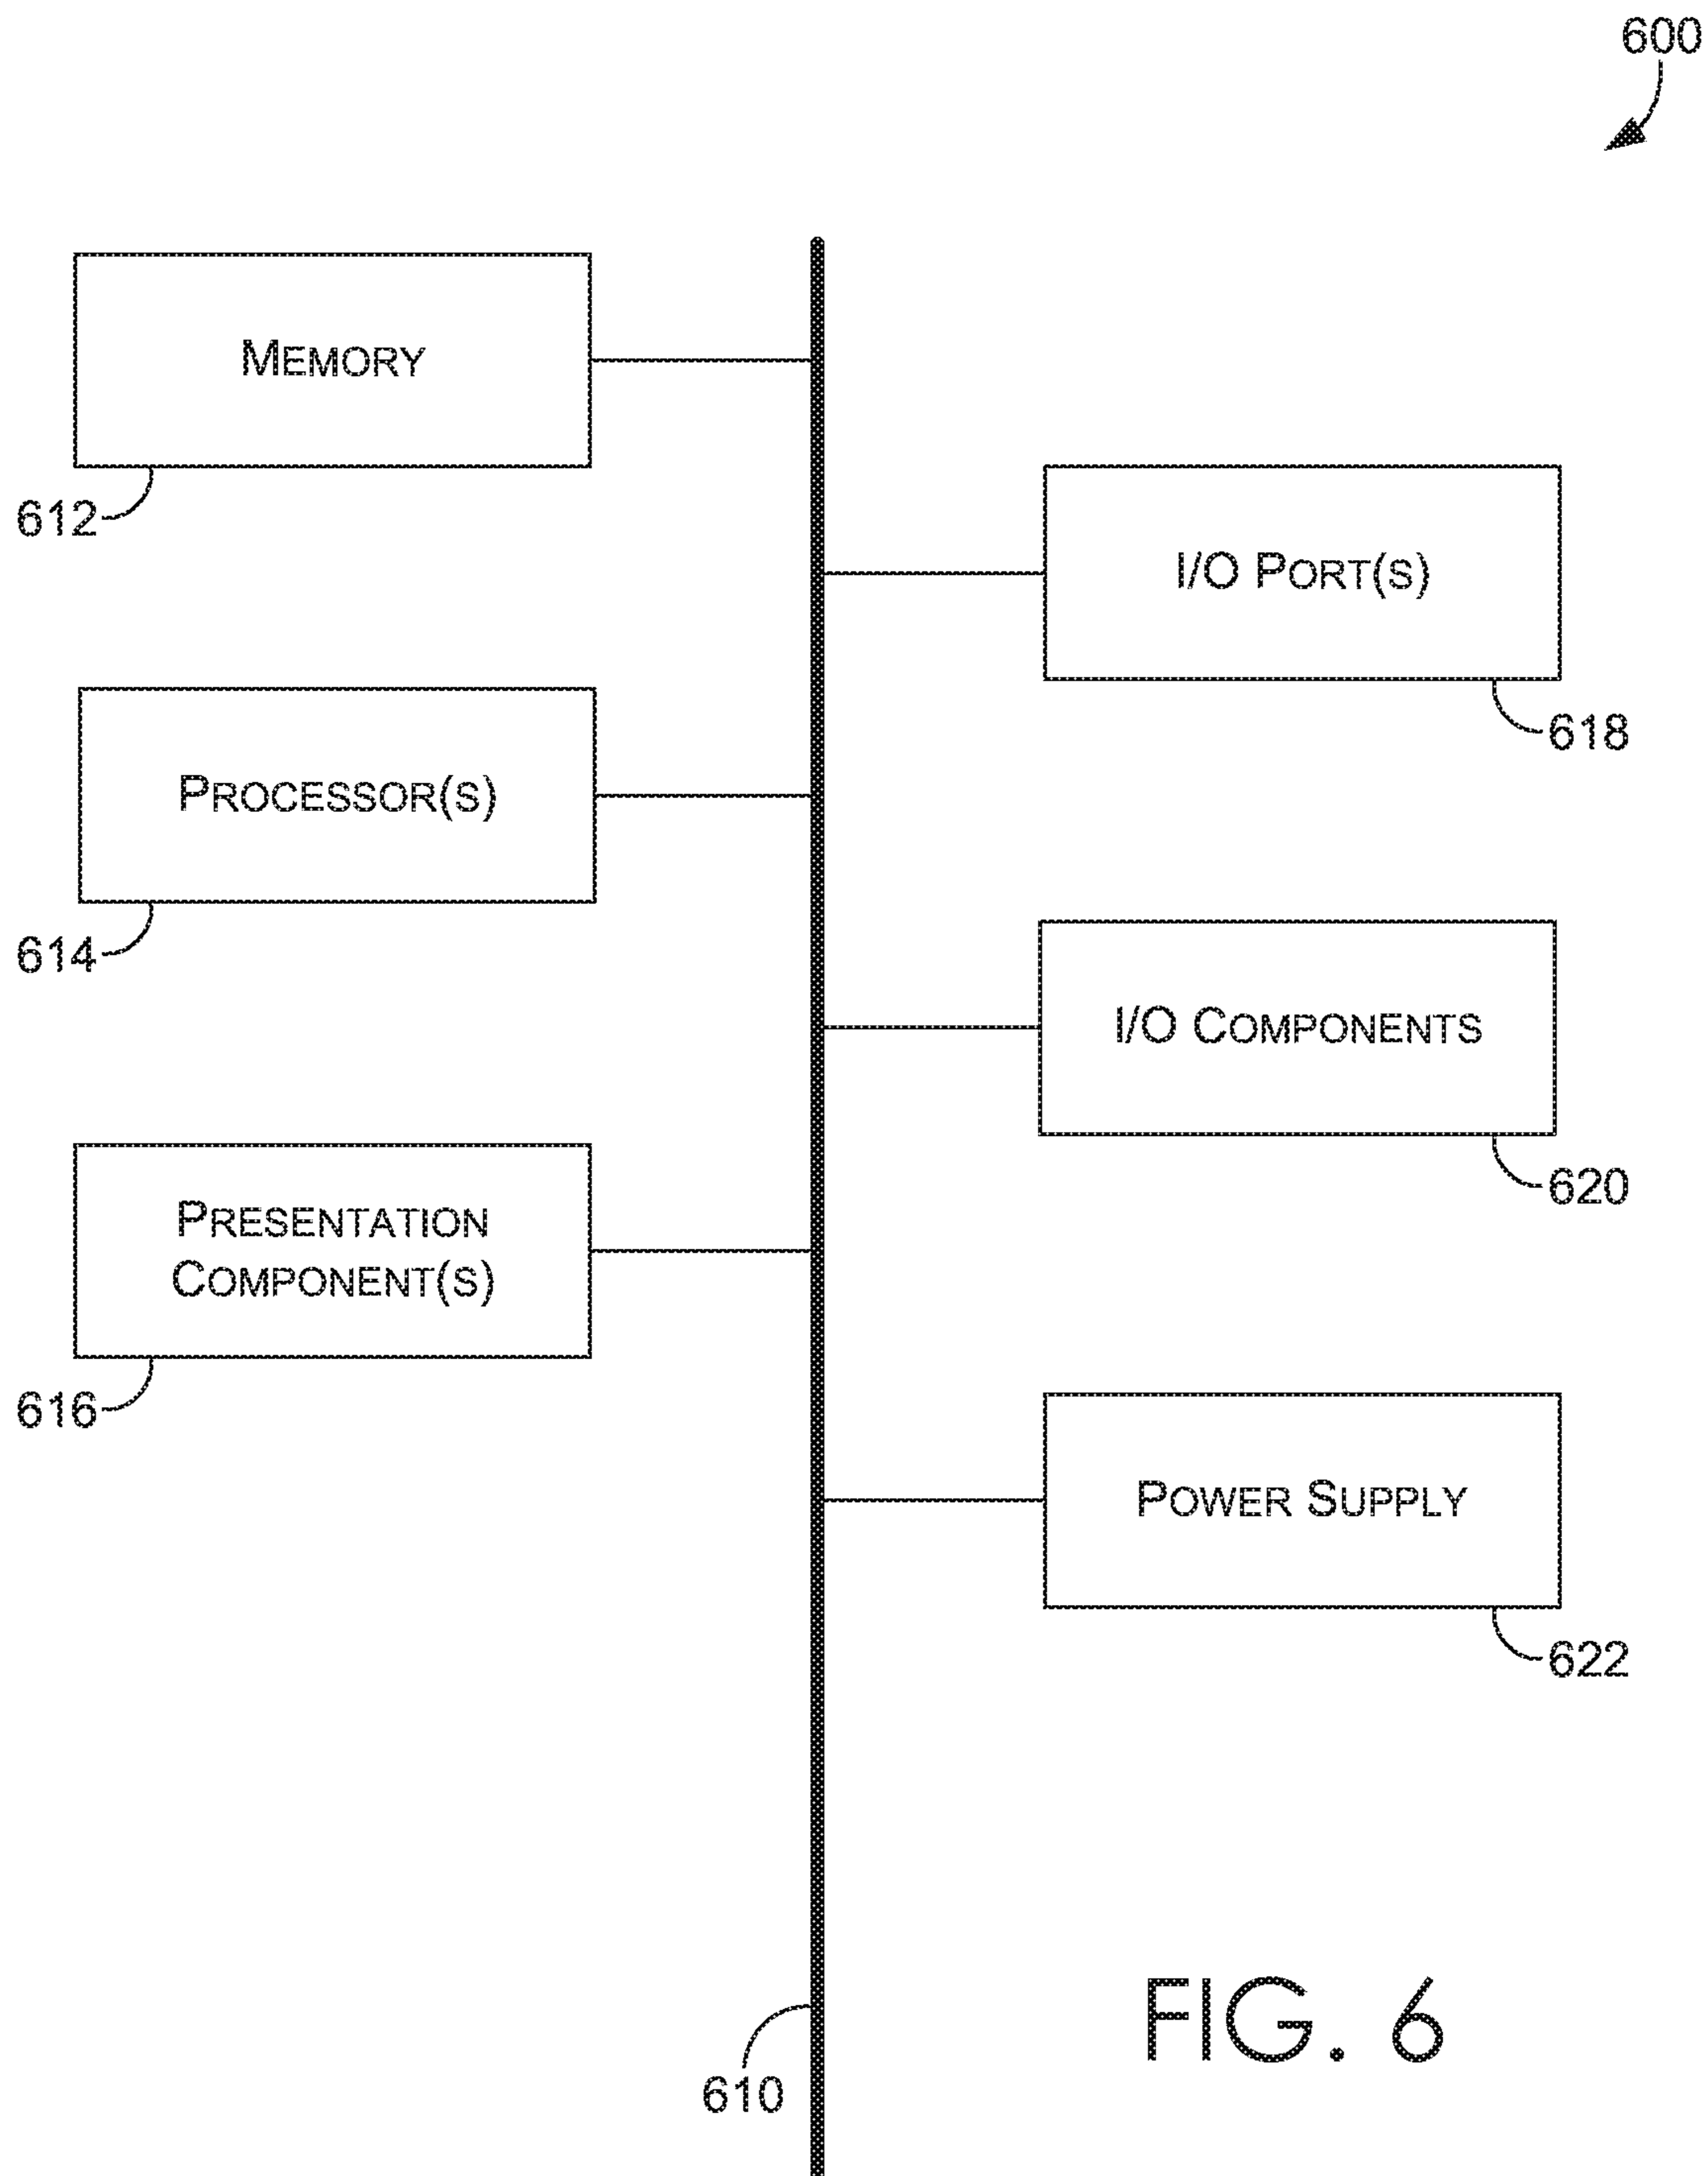 600
MEMORY
612
I/O PORT(S)
618
PROCESSOR(S)
614
I/O COMPONENTS
620
PRESENTATION
COMPONENT(S)
616
POWER SUPPLY
622
FIG. 6
610